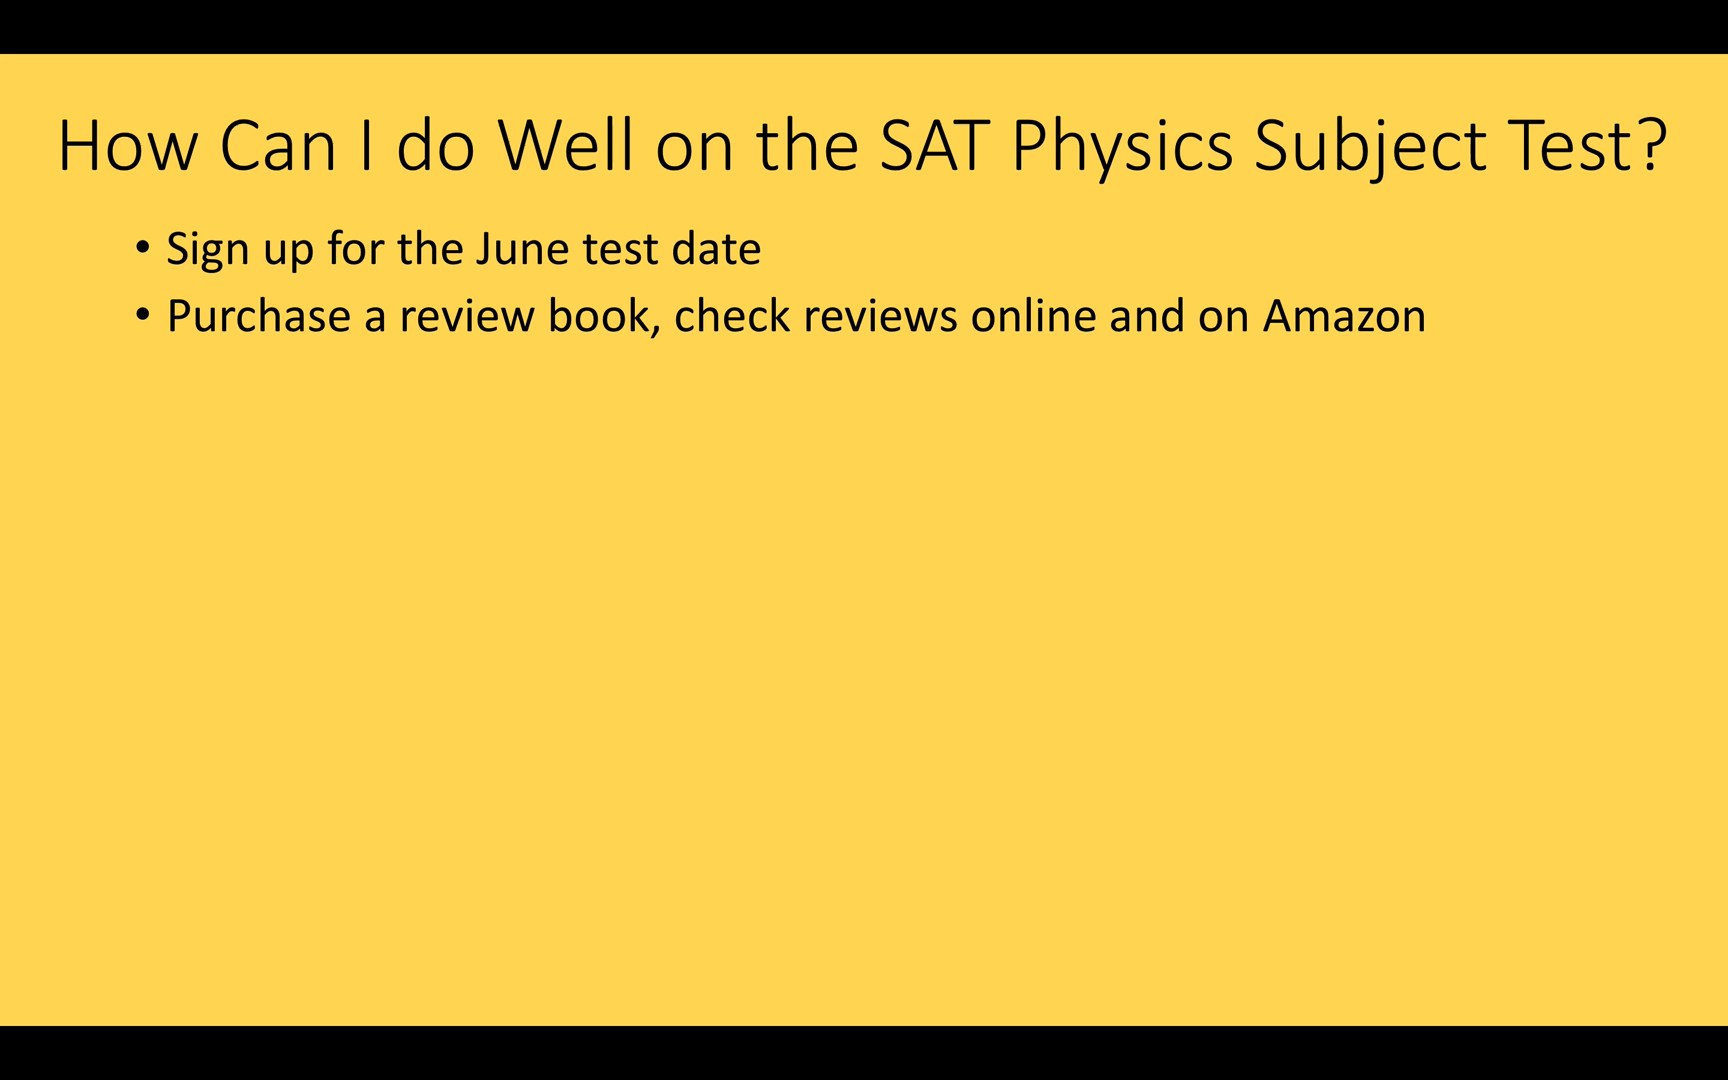 How Can I do Well on the SAT Physics Subject Test?
• Sign up for the June test date
• Purchase a review book, check reviews online and on Amazon